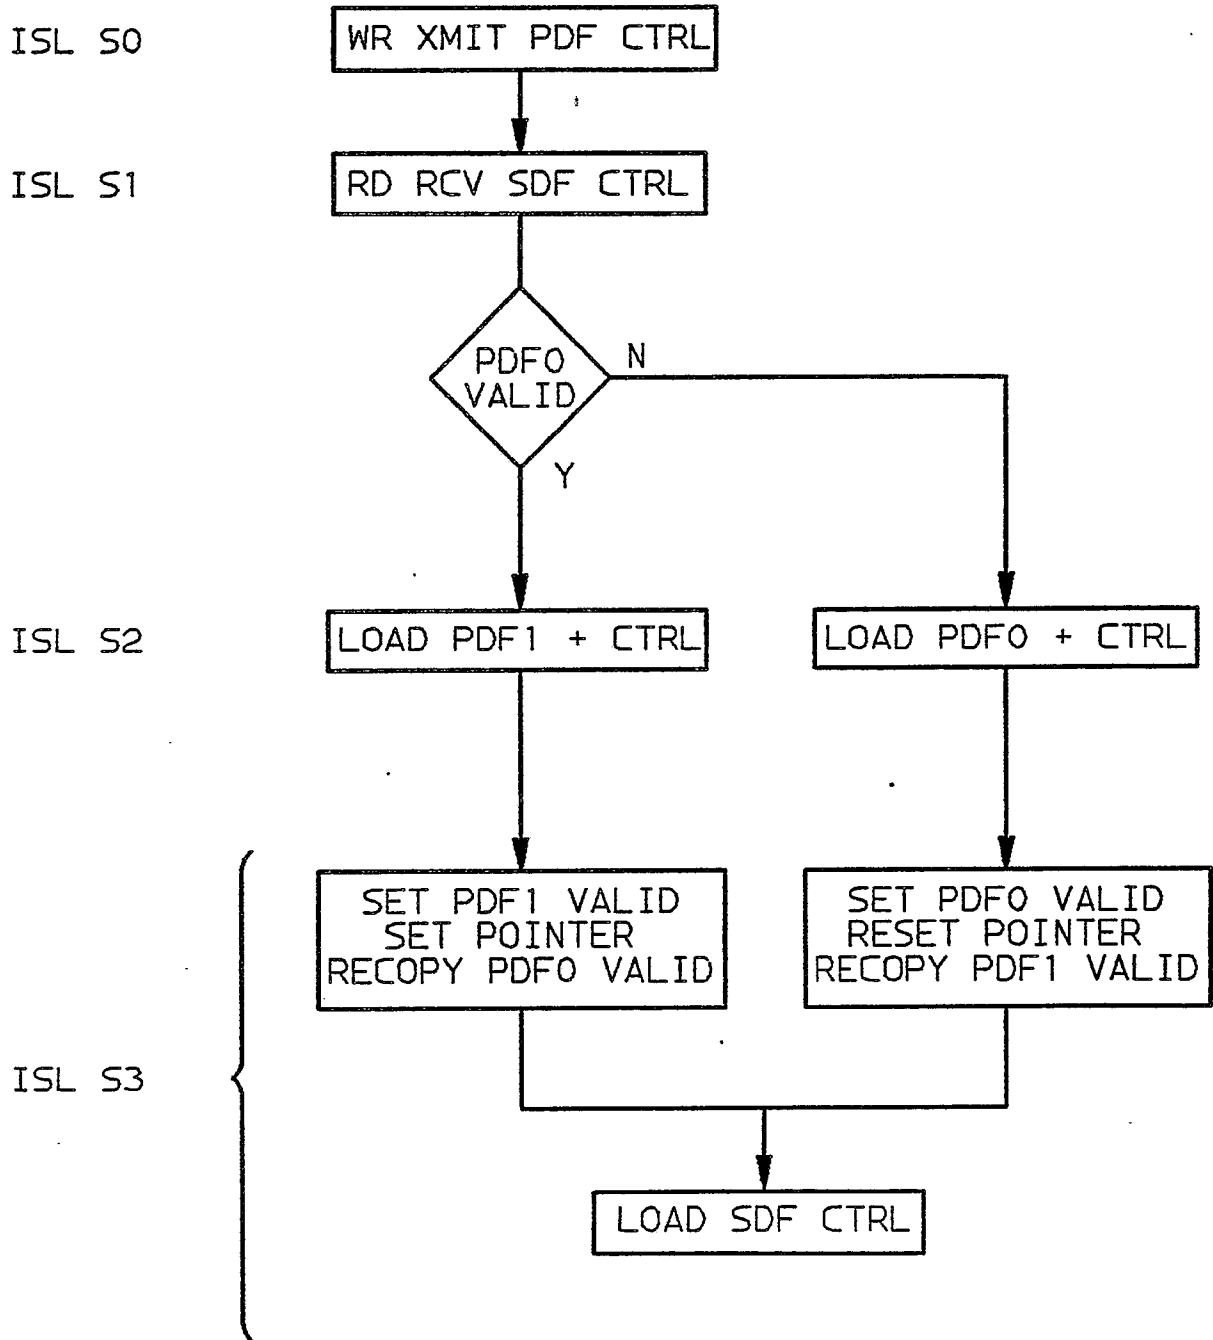 ISL S0
WR XMIT PDF CTRL
ISL S1
RD RCV SDF CTRL
PDF0
VALID
N
Y
ISL S2
LOAD PDF1 + CTRL
LOAD PDF0 + CTRL
SET PDF1 VALID
SET POINTER
RECOPY PDF0 VALID
SET PDF0 VALID
RESET POINTER
RECOPY PDF1 VALID
ISL S3
LOAD SDF CTRL